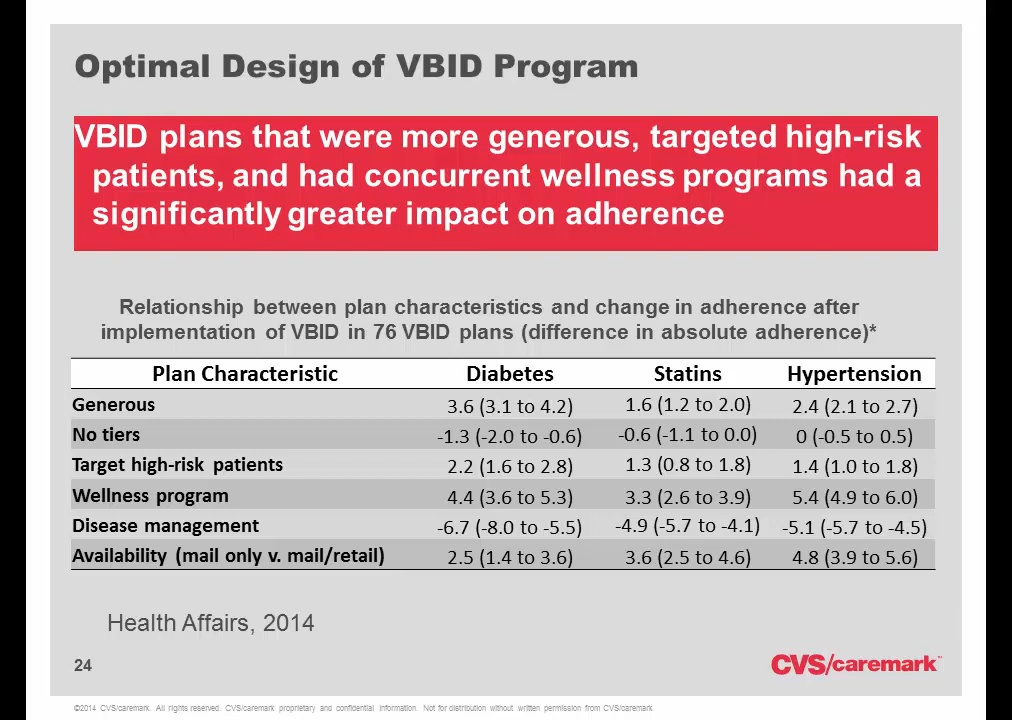 Optimal Design of VBID Program
VBID plans that were more generous, targeted high-risk
patients, and had concurrent wellness programs had a
significantly greater impact on adherence
Relationship between plan characteristics and change in adherence after
implementation of VBID in 76 VBID plans (difference in absolute adherence)*
Plan Characteristic Diabetes Statins Hypertension
Generous 3.6 (3.1 to 4.2) 1.6 (1.2 to 2.0) 2.4 (2.1 to 2.7)
No tiers -1.3 (-2.0 to -0.6) -0.6 (-1.1 to 0.0) 0 (-0.5 to 0.5)
Target high-risk patients 2.2 (1.6 to 2.8) 1.3 (0.8 to 1.8) 1.4 (1.0 to 1.8)
Wellness program 4.4 (3.6 to 5.3) 3.3 (2.6 to 3.9) 5.4 (4.9 to 6.0)
Disease management -6.7 (-8.0 to -5.5) -4.9 (-5.7 to -4.1) -5.1 (-5.7 to -4.5)
Availability (mail only v. mail/retail) 2.5 (1.4 to 3.6) 3.6 (2.5 to 4.6) 4.8 (3.9 to 5.6)
Health Affairs, 2014
24
CVS/caremark™
©2014 CVS/caremark. All rights reserved. CVS/caremark proprietary and confidential information. Not for distribution without written permission from CVS/caremark.